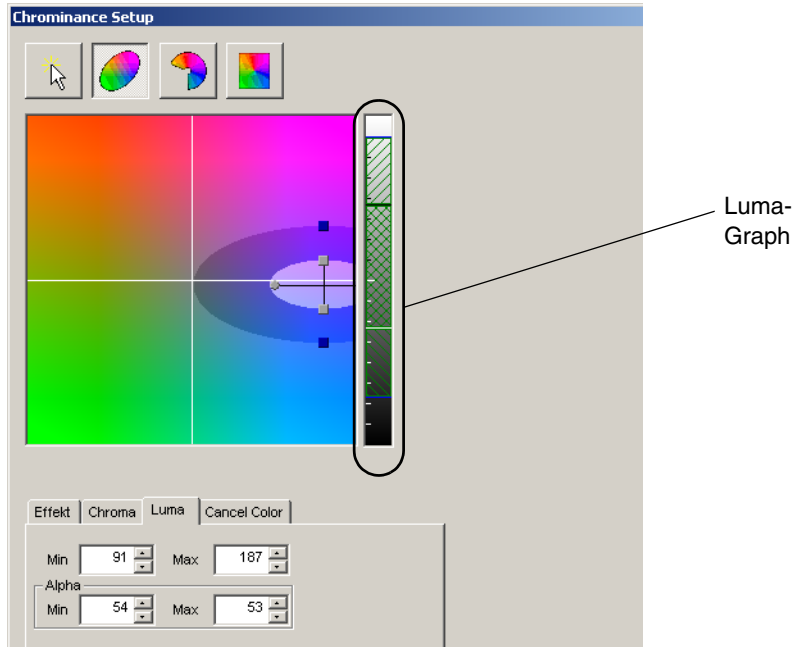 Chrominance Setup
Luma-
Graph
Effekt Chroma Luma Cancel Color
Min 91 Max 187
Alpha
Min 54 Max 53